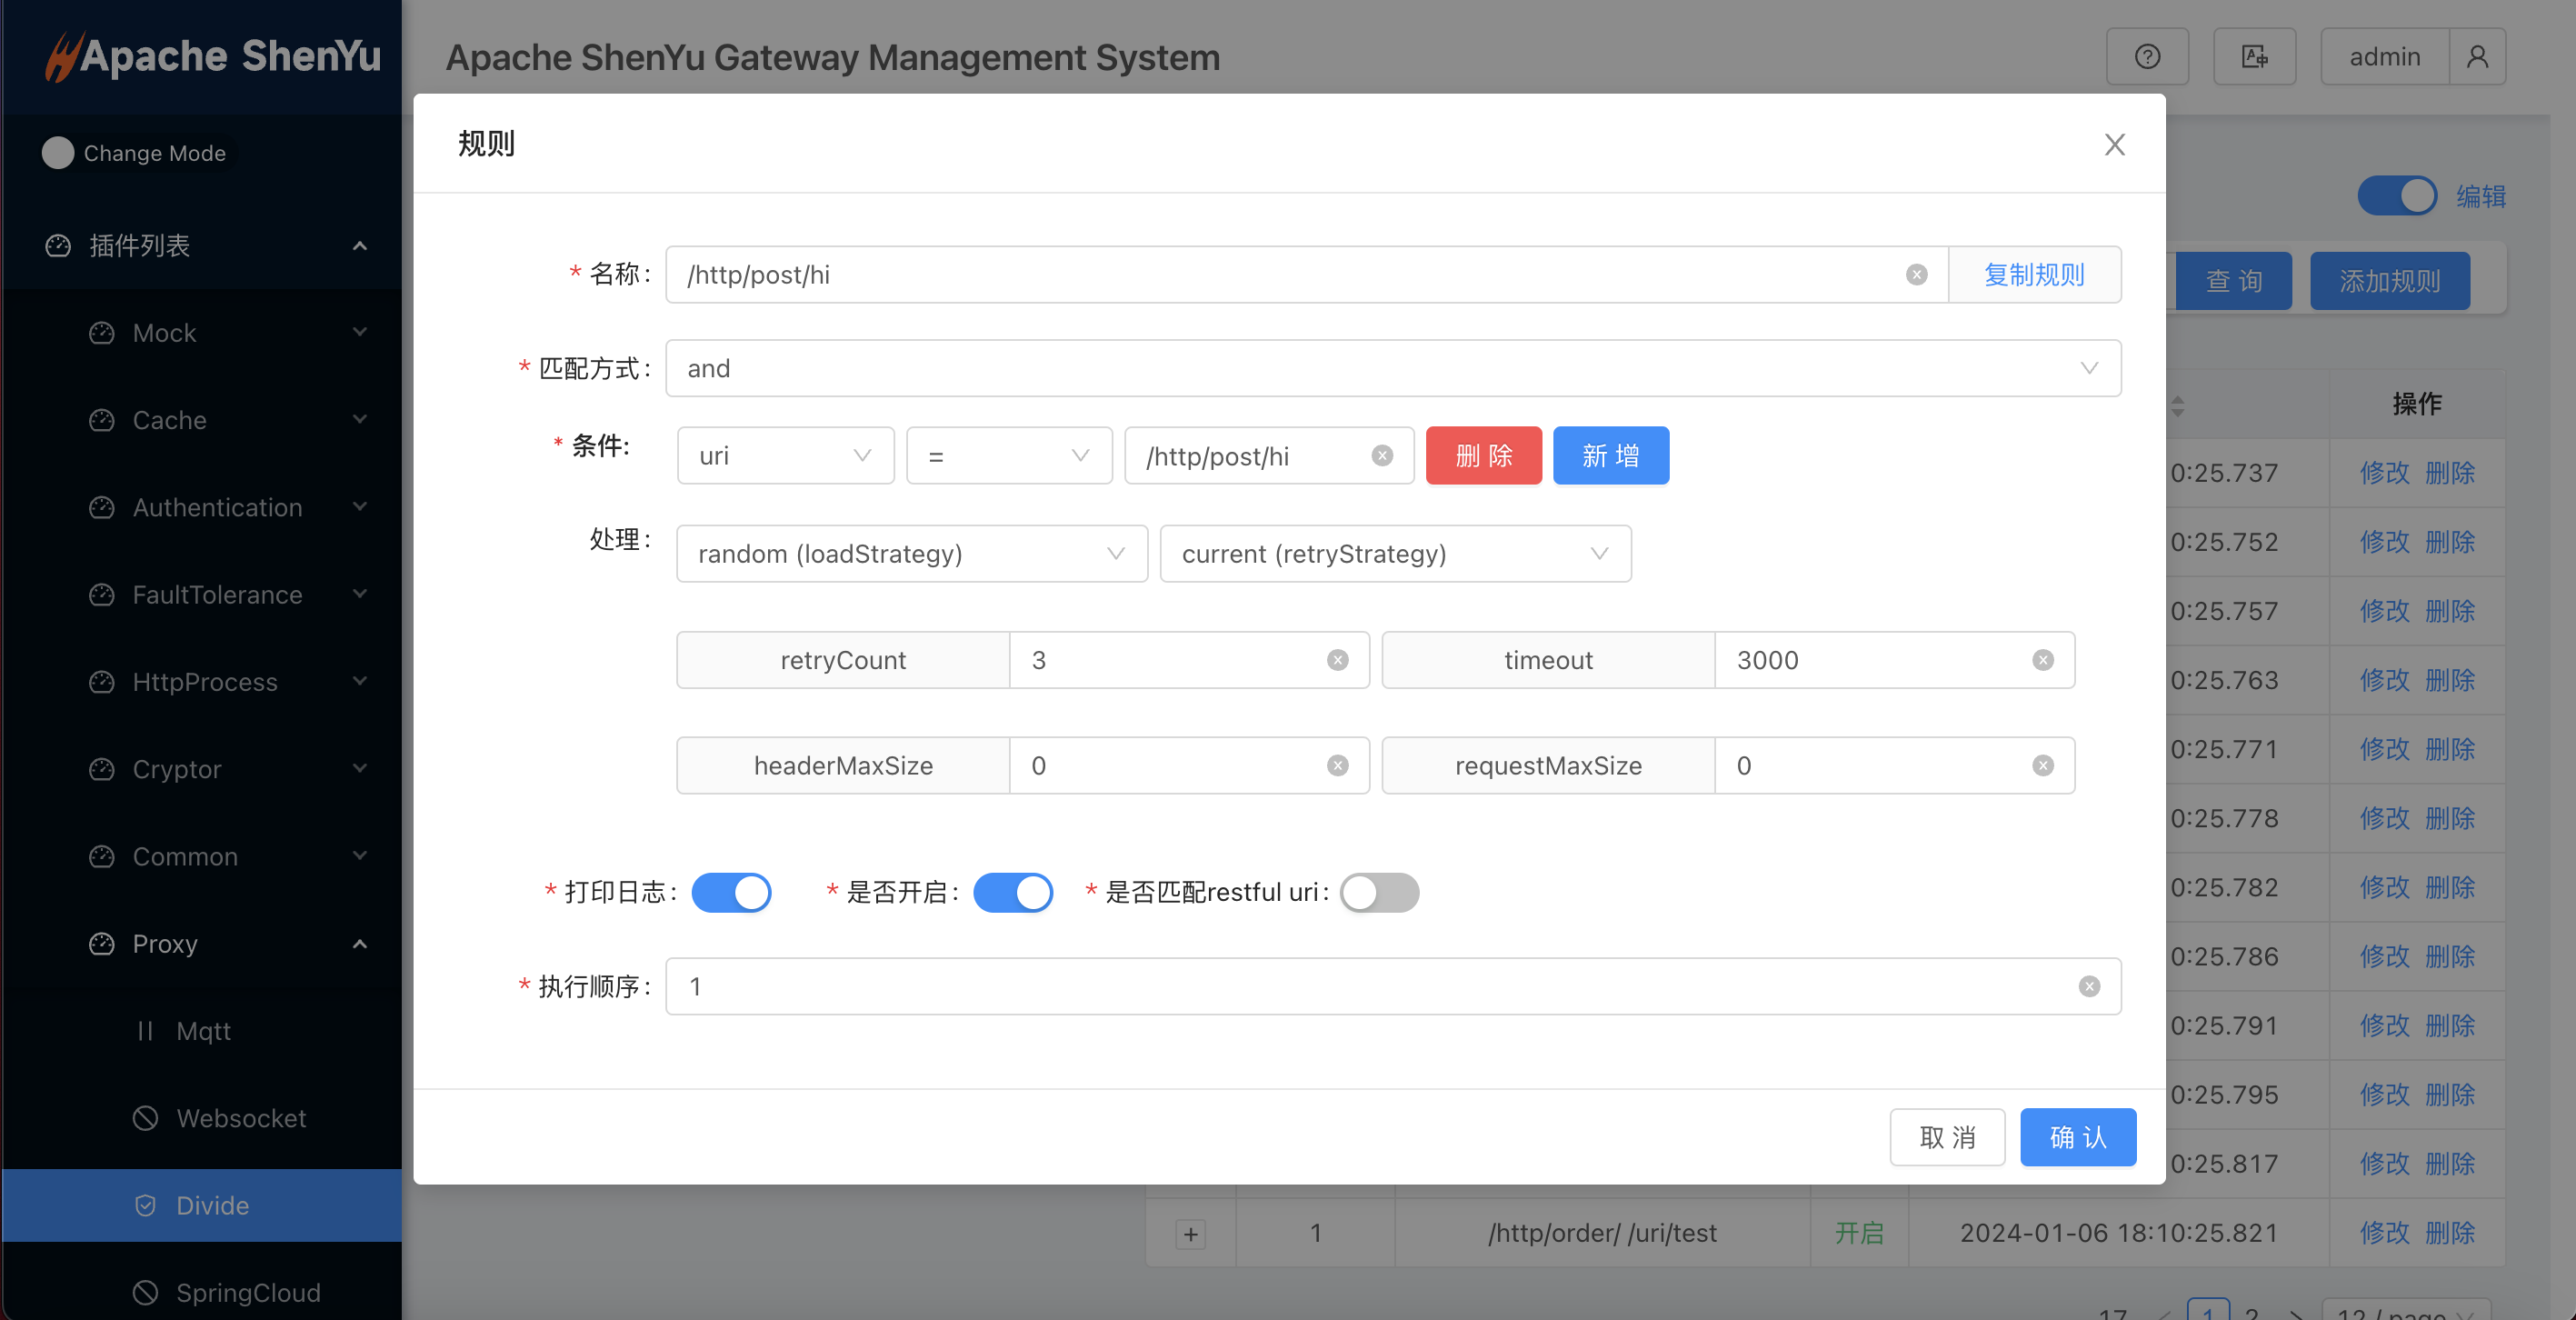 Apache ShenYu
Apache ShenYu Gateway Management System
admin
Change Mode
插件列表
Mock
Cache
Authentication
FaultTolerance
HttpProcess
Cryptor
Common
Proxy
Mqtt
Websocket
Divide
SpringCloud
编辑
查 询
添加规则
规则
* 名称 :
/http/post/hi
复制规则
* 匹配方式 :
and
* 条件:
uri
=
/http/post/hi
删 除
新 增
处理 :
random (loadStrategy)
current (retryStrategy)
retryCount
3
timeout
3000
headerMaxSize
0
requestMaxSize
0
* 打印日志 :
* 是否开启 :
* 是否匹配restful uri :
* 执行顺序 :
1
取 消
确 认
操作
0:25.737 修改 删除
0:25.752 修改 删除
0:25.757 修改 删除
0:25.763 修改 删除
0:25.771 修改 删除
0:25.778 修改 删除
0:25.782 修改 删除
0:25.786 修改 删除
0:25.791 修改 删除
0:25.795 修改 删除
0:25.817 修改 删除
1 /http/order/ /uri/test 开启 2024-01-06 18:10:25.821 修改 删除
17 < 1 2 > 12 / page